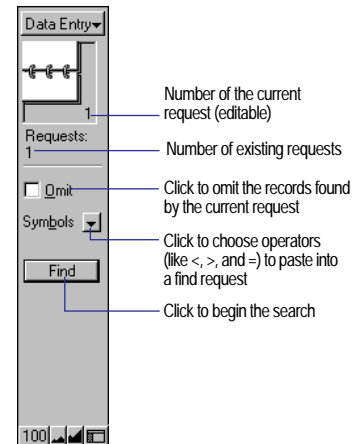 Data Entry
1
Number of the current
request (editable)
Requests:
1
Number of existing requests
Omit
Click to omit the records found
by the current request
Symbols
Click to choose operators
(like <, >, and =) to paste into
a find request
Find
Click to begin the search
100